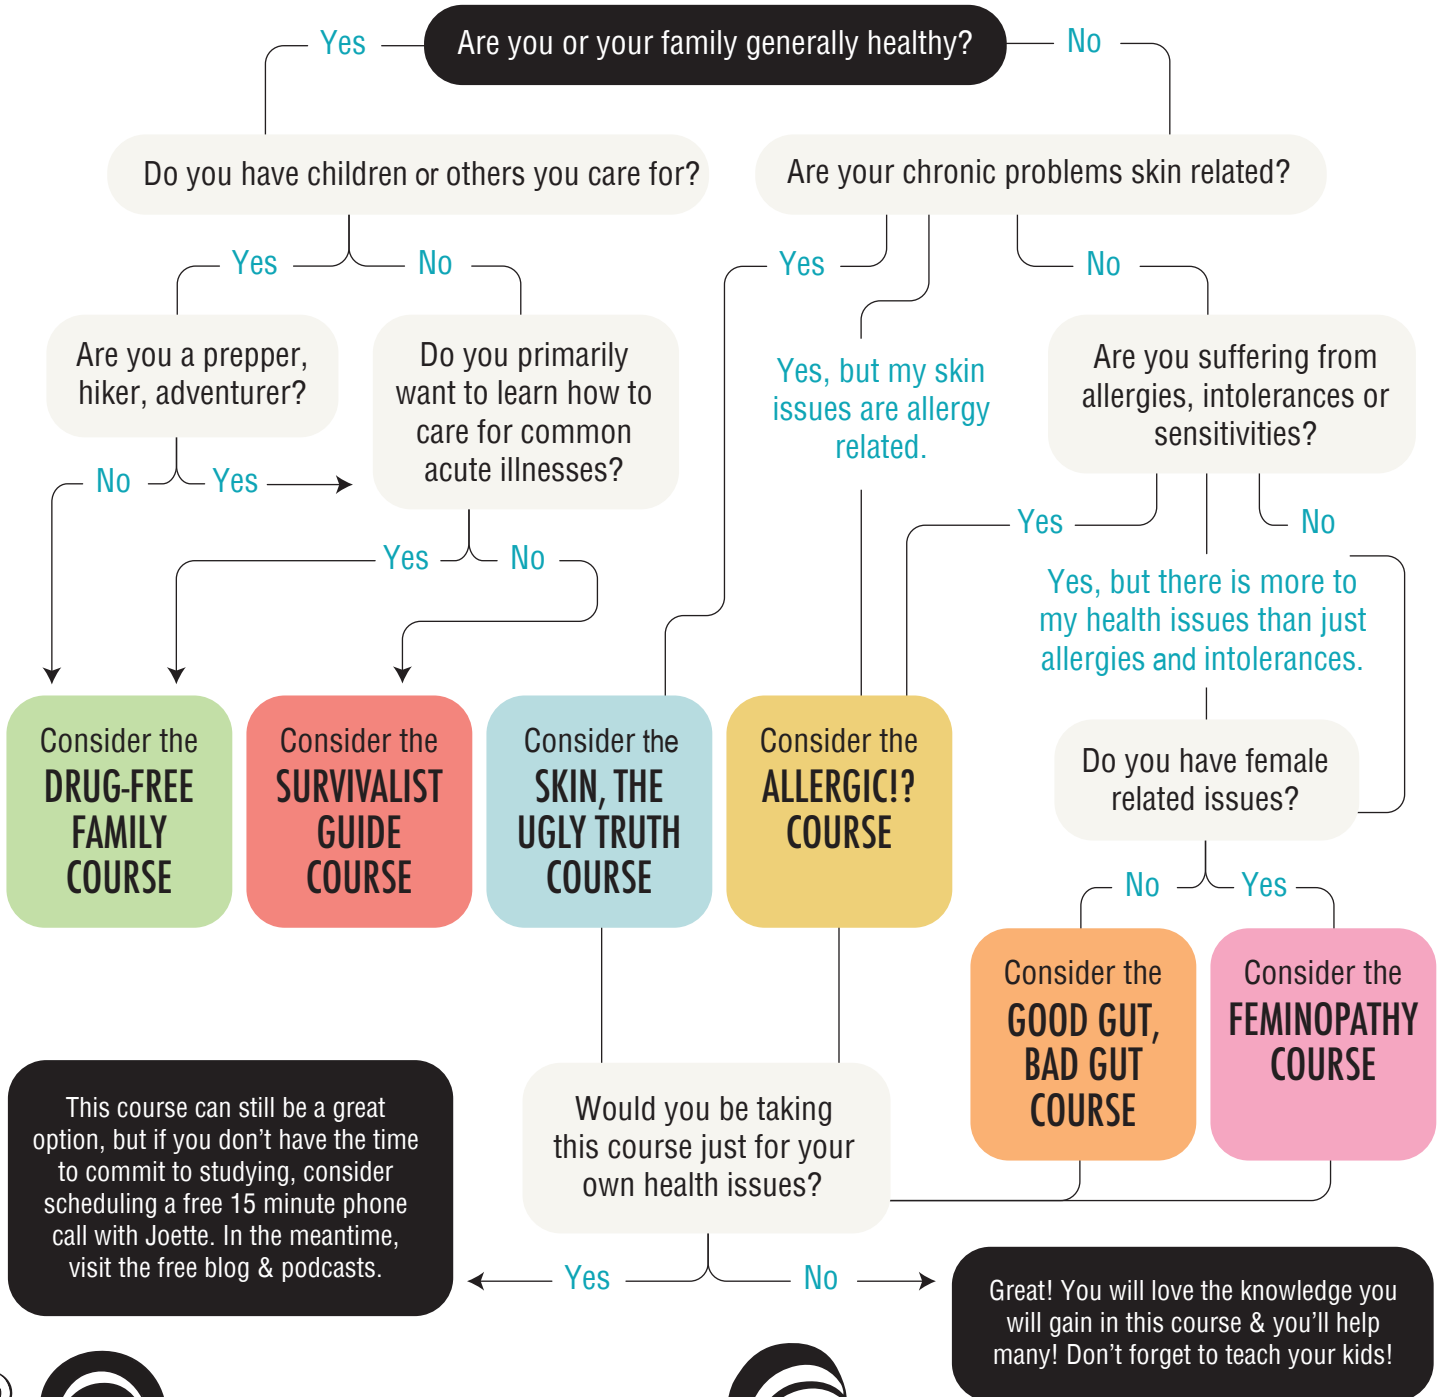 Are you or your family generally healthy?
Yes
No
Do you have children or others you care for?
Are your chronic problems skin related?
Yes
No
Yes
No
Are you a prepper,
hiker, adventurer?
Do you primarily
want to learn how to
care for common
acute illnesses?
Yes, but my skin
issues are allergy
related.
Are you suffering from
allergies, intolerances or
sensitivities?
No
Yes
Yes
No
Yes
No
Yes, but there is more to
my health issues than just
allergies and intolerances.
Consider the
DRUG-FREE
FAMILY
COURSE
Consider the
SURVIVALIST
GUIDE
COURSE
Consider the
SKIN, THE
UGLY TRUTH
COURSE
Consider the
ALLERGIC!?
COURSE
Do you have female
related issues?
No
Yes
Consider the
GOOD GUT,
BAD GUT
COURSE
Consider the
FEMINOPATHY
COURSE
This course can still be a great
option, but if you don’t have the time
to commit to studying, consider
scheduling a free 15 minute phone
call with Joette. In the meantime,
visit the free blog & podcasts.
Would you be taking
this course just for your
own health issues?
Yes
No
Great! You will love the knowledge you
will gain in this course & you’ll help
many! Don’t forget to teach your kids!